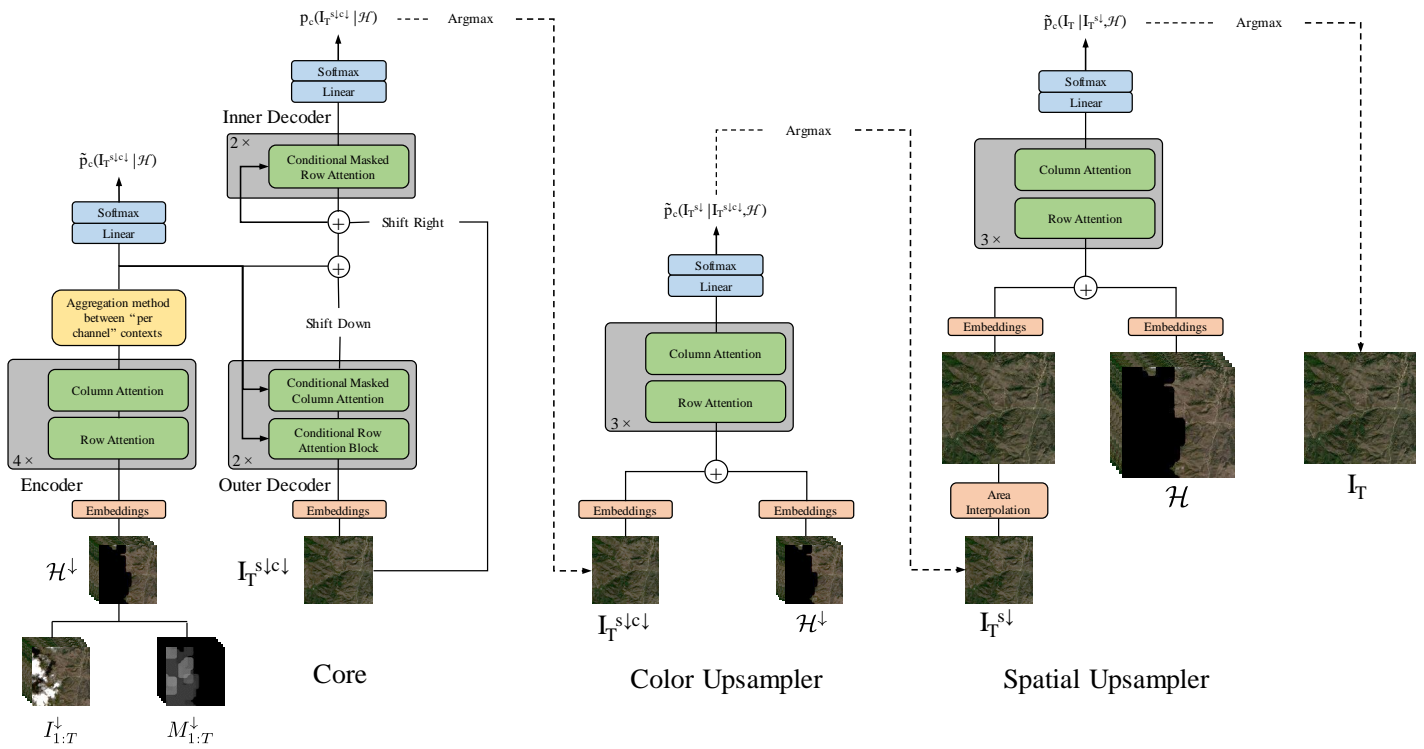 p̃_c(I_T^{s↓c↓} | ℋ)
Softmax
Linear
Aggregation method
between “per
channel” contexts
Column Attention
Row Attention
4 ×
Encoder
Embeddings
ℋ^↓
I^↓_{1:T}
M^↓_{1:T}
p_c(I_T^{s↓c↓} | ℋ)
Argmax
Softmax
Linear
Inner Decoder
2 ×
Conditional Masked
Row Attention
Shift Right
Shift Down
Conditional Masked
Column Attention
Conditional Row
Attention Block
2 ×
Outer Decoder
Embeddings
I_T^{s↓c↓}
Core
Argmax
p̃_c(I_T^{s↓} | I_T^{s↓c↓}, ℋ)
Softmax
Linear
Column Attention
Row Attention
3 ×
Embeddings
Embeddings
I_T^{s↓c↓}
ℋ^↓
Color Upsampler
p̃_c(I_T | I_T^{s↓}, ℋ)
Argmax
Softmax
Linear
Column Attention
Row Attention
3 ×
Embeddings
Embeddings
Area
Interpolation
ℋ
I_T
I_T^{s↓}
Spatial Upsampler